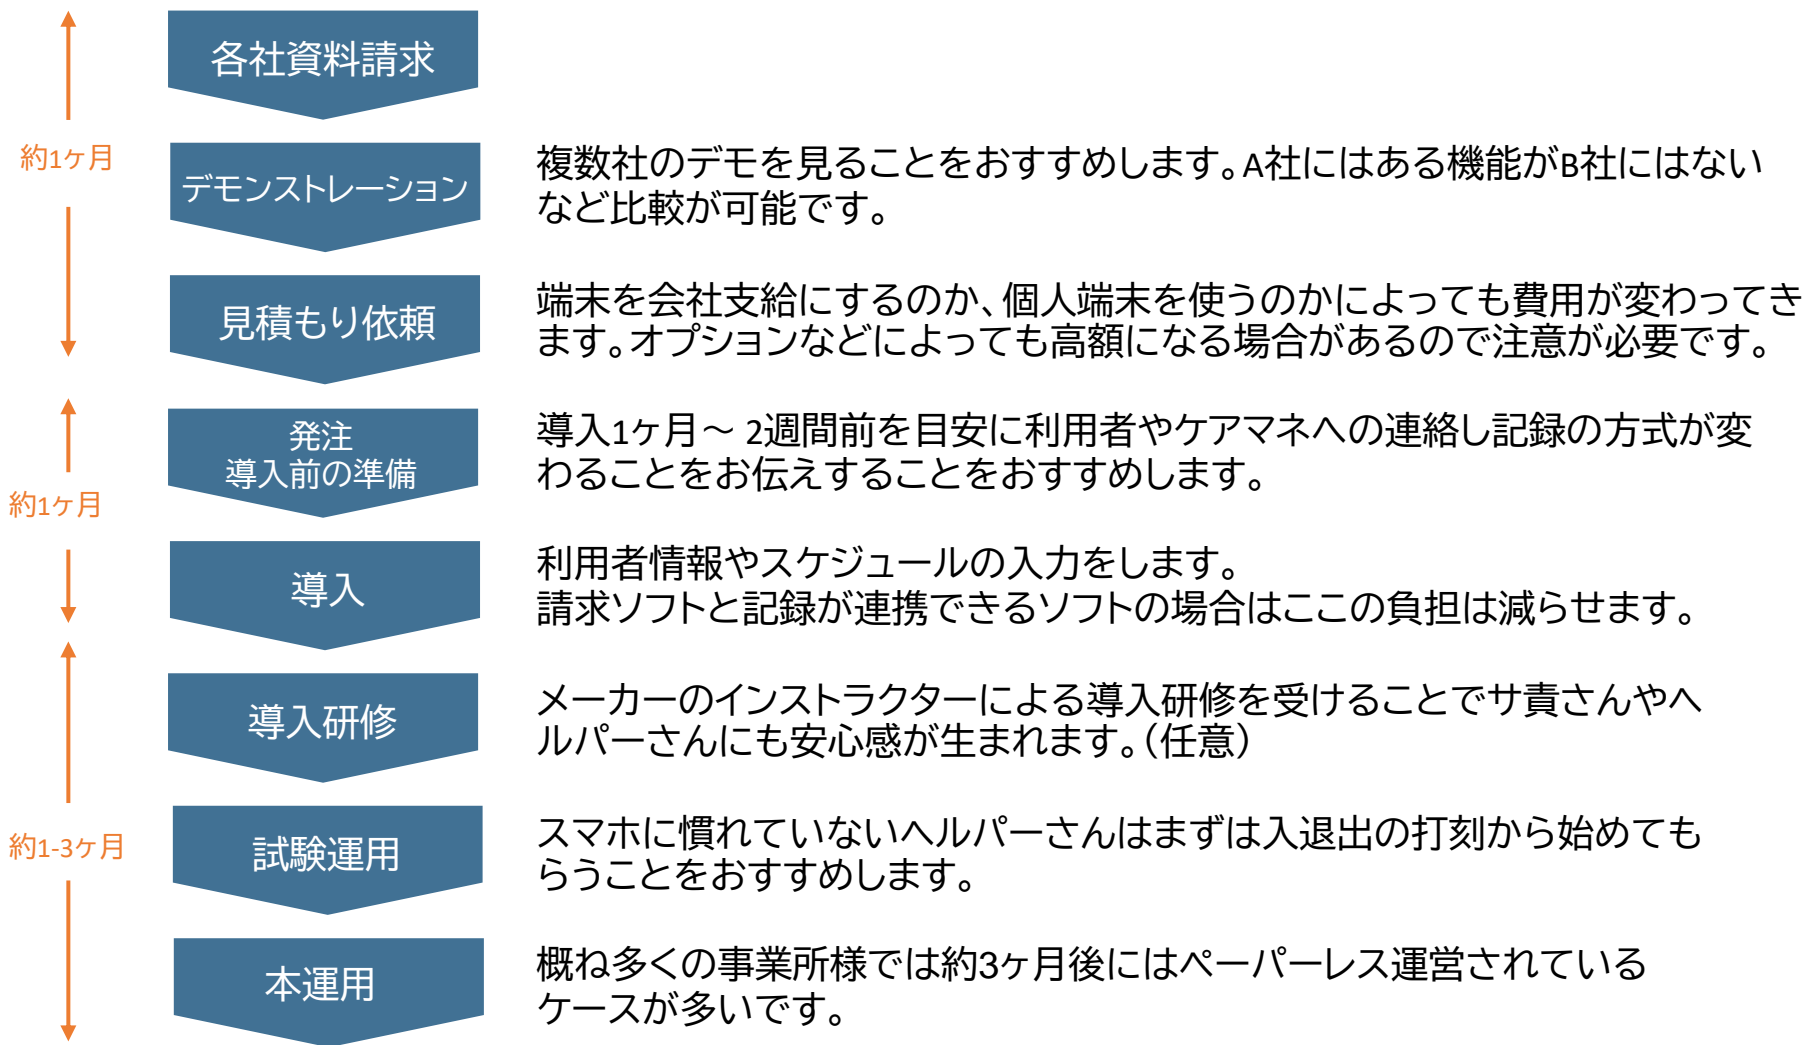 各社資料請求
約1ヶ月
デモンストレーション
複数社のデモを見ることをおすすめします。A社にはある機能がB社にはない
など比較が可能です。
見積もり依頼
端末を会社支給にするのか、個人端末を使うのかによっても費用が変わってき
ます。オプションなどによっても高額になる場合があるので注意が必要です。
発注
導入前の準備
導入1ヶ月～ 2週間前を目安に利用者やケアマネへの連絡し記録の方式が変
わることをお伝えすることをおすすめします。
約1ヶ月
導入
利用者情報やスケジュールの入力をします。
請求ソフトと記録が連携できるソフトの場合はここの負担は減らせます。
導入研修
メーカーのインストラクターによる導入研修を受けることでサ責さんやヘ
ルパーさんにも安心感が生まれます。（任意）
約1-3ヶ月
試験運用
スマホに慣れていないヘルパーさんはまずは入退出の打刻から始めても
らうことをおすすめします。
本運用
概ね多くの事業所様では約3ヶ月後にはペーパーレス運営されている
ケースが多いです。